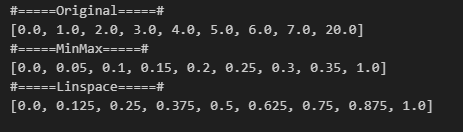 #=====Original=====#
[0.0, 1.0, 2.0, 3.0, 4.0, 5.0, 6.0, 7.0, 20.0]
#=====MinMax=====#
[0.0, 0.05, 0.1, 0.15, 0.2, 0.25, 0.3, 0.35, 1.0]
#=====Linspace=====#
[0.0, 0.125, 0.25, 0.375, 0.5, 0.625, 0.75, 0.875, 1.0]